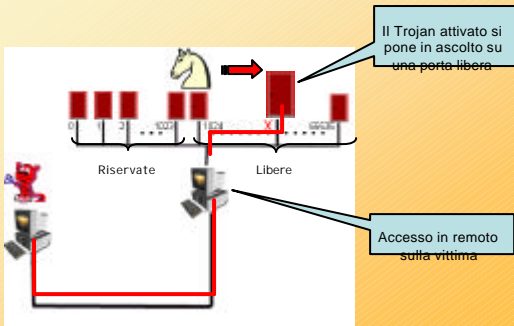 Il Trojan attivato si
pone in ascolto su
una porta libera
0 1 2 1023 1024 X 65535
Riservate Libere
Accesso in remoto
sulla vittima